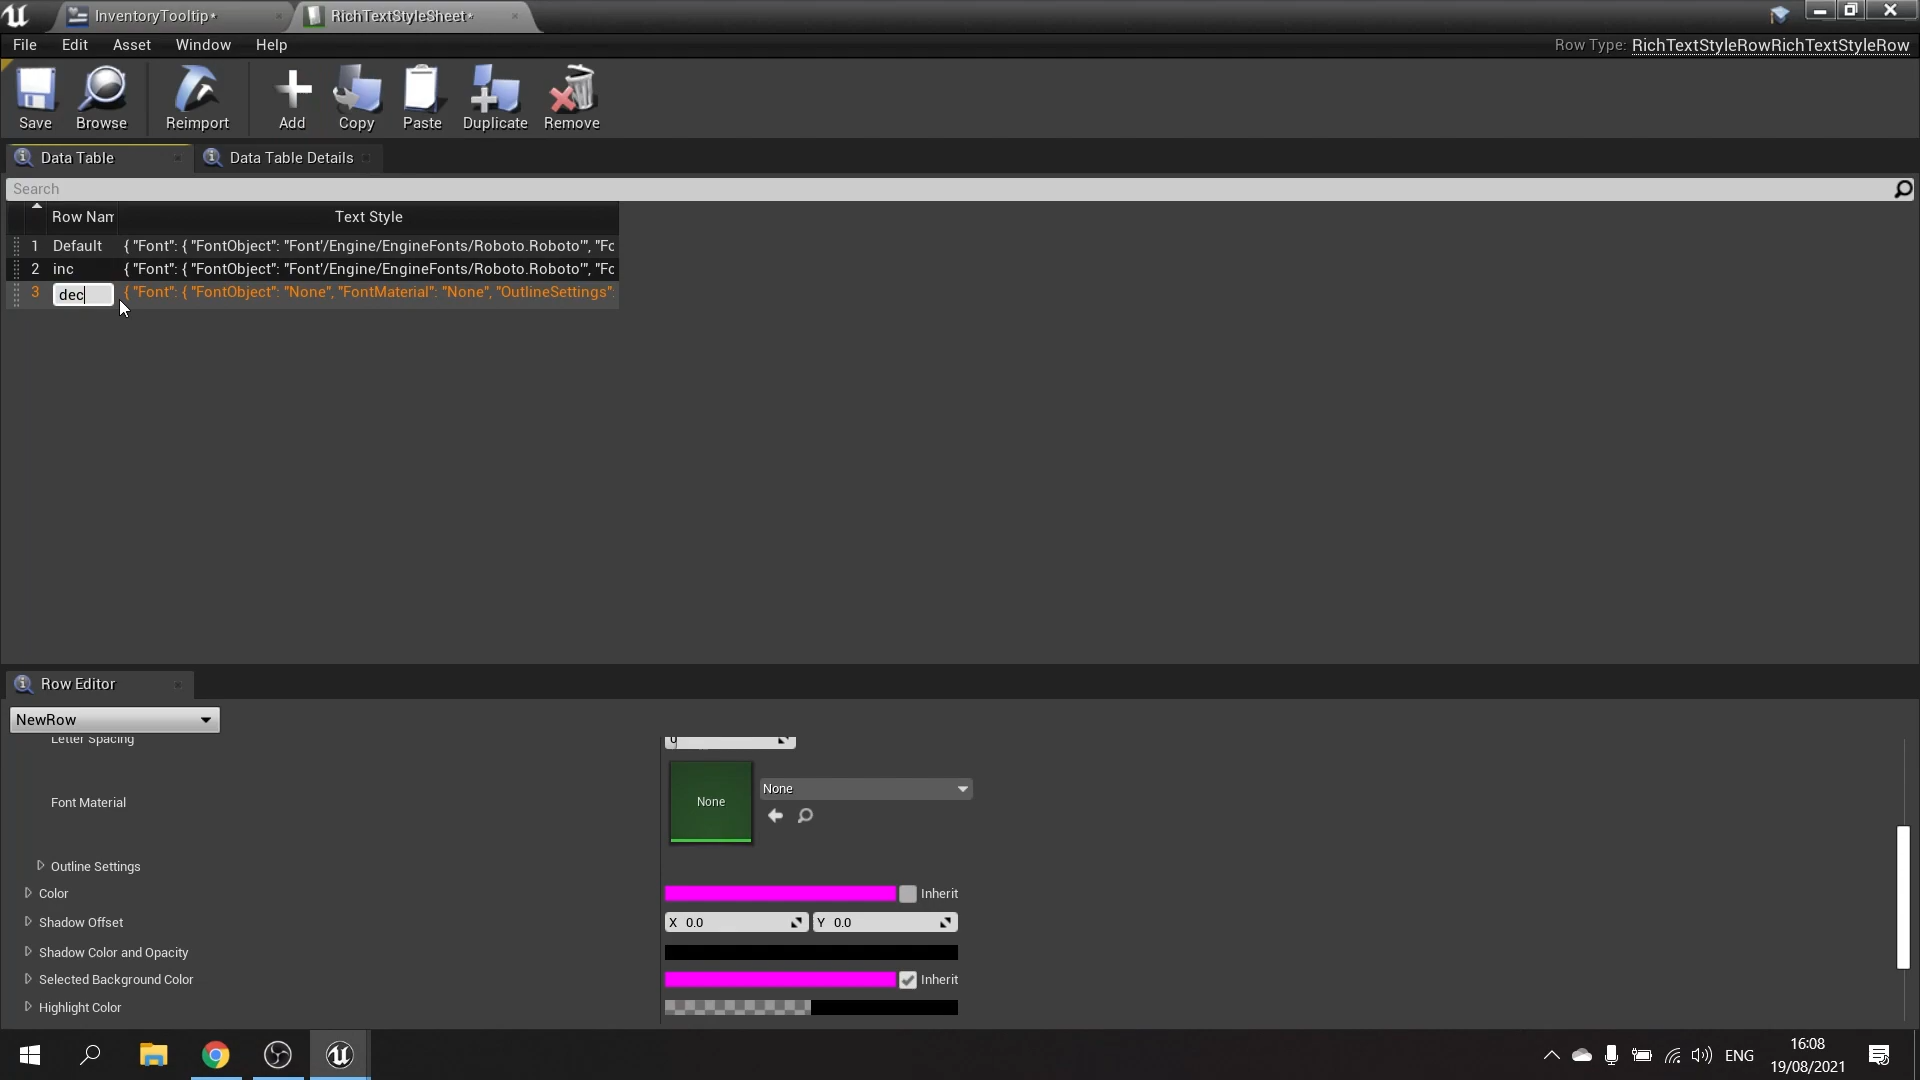 InventoryTooltip*
RichTextStyleSheet*
File Edit Asset Window Help
Row Type: RichTextStyleRowRichTextStyleRow
Save Browse Reimport Add Copy Paste Duplicate Remove
Data Table
Data Table Details
Search
Row Nam Text Style
1 Default { "Font": { "FontObject": "Font'/Engine/EngineFonts/Roboto.Roboto'", "Fo
2 inc { "Font": { "FontObject": "Font'/Engine/EngineFonts/Roboto.Roboto'", "Fo
3 dec { "Font": { "FontObject": "None", "FontMaterial": "None", "OutlineSettings":
Row Editor
NewRow
Letter Spacing 0
Font Material None None
Outline Settings
Color Inherit
Shadow Offset X 0.0 Y 0.0
Shadow Color and Opacity
Selected Background Color Inherit
Highlight Color
ENG
16:08
19/08/2021